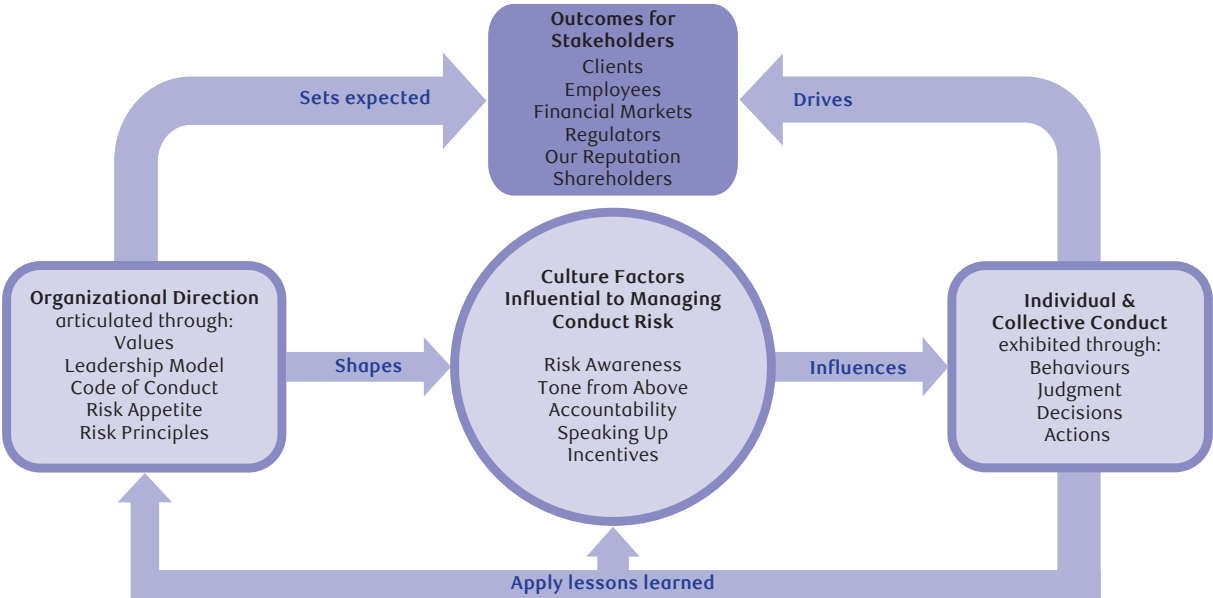 Outcomes for
Stakeholders
Clients
Employees
Financial Markets
Regulators
Our Reputation
Shareholders
Sets expected
Drives
Organizational Direction
articulated through:
Values
Leadership Model
Code of Conduct
Risk Appetite
Risk Principles
Shapes
Culture Factors
Influential to Managing
Conduct Risk
Risk Awareness
Tone from Above
Accountability
Speaking Up
Incentives
Influences
Individual &
Collective Conduct
exhibited through:
Behaviours
Judgment
Decisions
Actions
Apply lessons learned